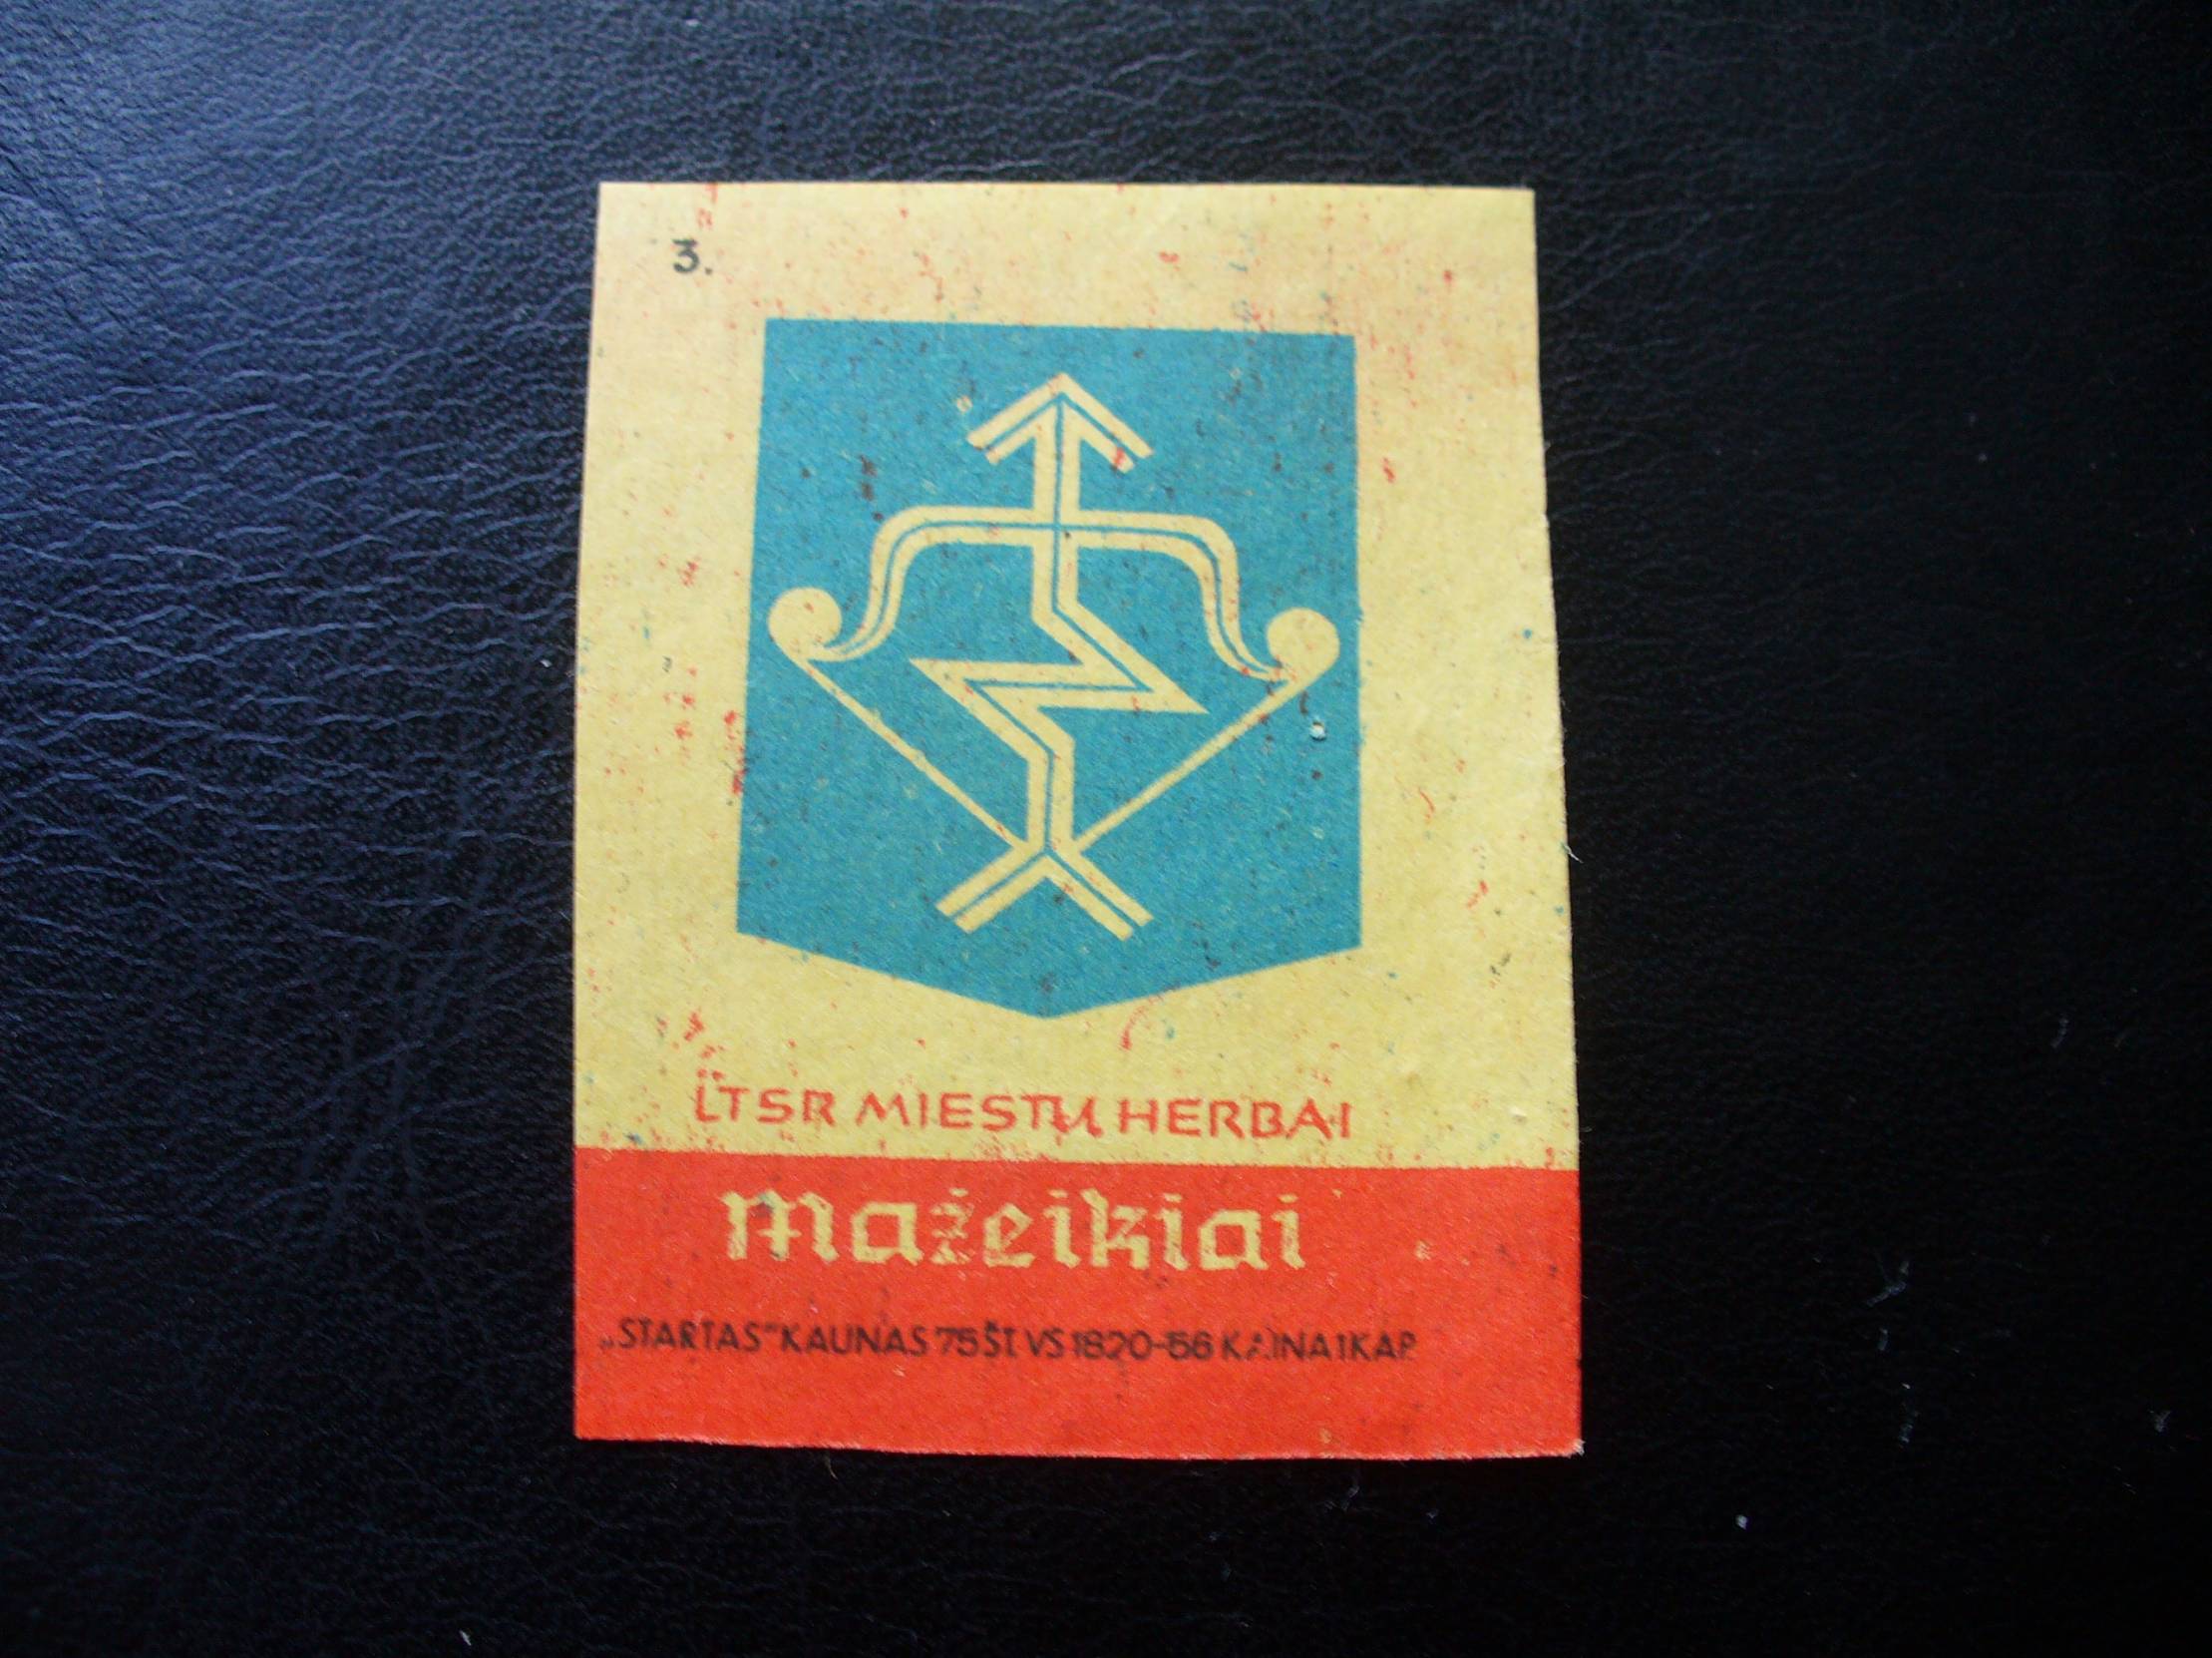 3.
LTSR MIESTŲ HERBAI
Mažeikiai
„STARTAS" KAUNAS 75 ŠT. VS 1820-56 KAINA 1 KAP.